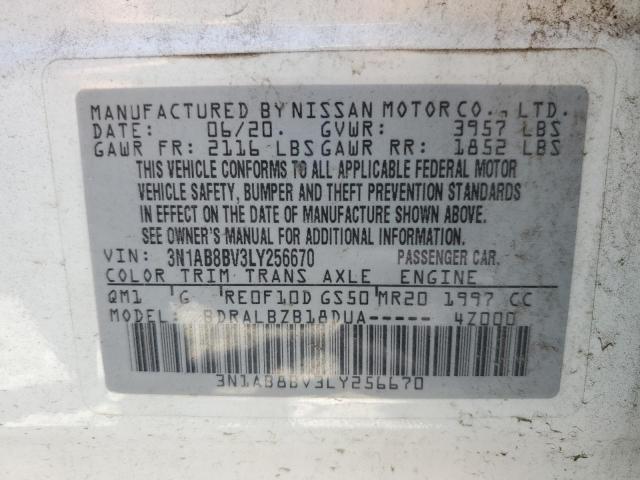 MANUFACTURED BY NISSAN MOTOR CO., LTD.
DATE: 06/20. GVWR: 3957 LBS
GAWR FR: 2116 LBS GAWR RR: 1852 LBS
THIS VEHICLE CONFORMS TO ALL APPLICABLE FEDERAL MOTOR
VEHICLE SAFETY, BUMPER AND THEFT PREVENTION STANDARDS
IN EFFECT ON THE DATE OF MANUFACTURE SHOWN ABOVE.
SEE OWNER'S MANUAL FOR ADDITIONAL INFORMATION.
VIN: 3N1AB8BV3LY256670 PASSENGER CAR.
COLOR TRIM TRANS AXLE ENGINE
QM1 G RE0F10D GS50 MR20 1997 CC
MODEL: BDRALBZB18DUA----- 4Z000
3N1AB8BV3LY256670